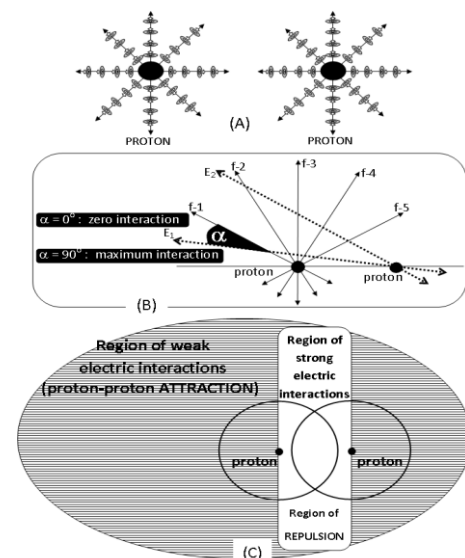 PROTON
PROTON
(A)
E2
f-1
f-2
f-3
f-4
f-5
α = 0° : zero interaction
E1
α
α = 90° : maximum interaction
proton
proton
(B)
Region of weak
electric interactions
(proton-proton ATTRACTION)
Region of
strong
electric
interactions
proton
proton
Region of
REPULSION
(C)